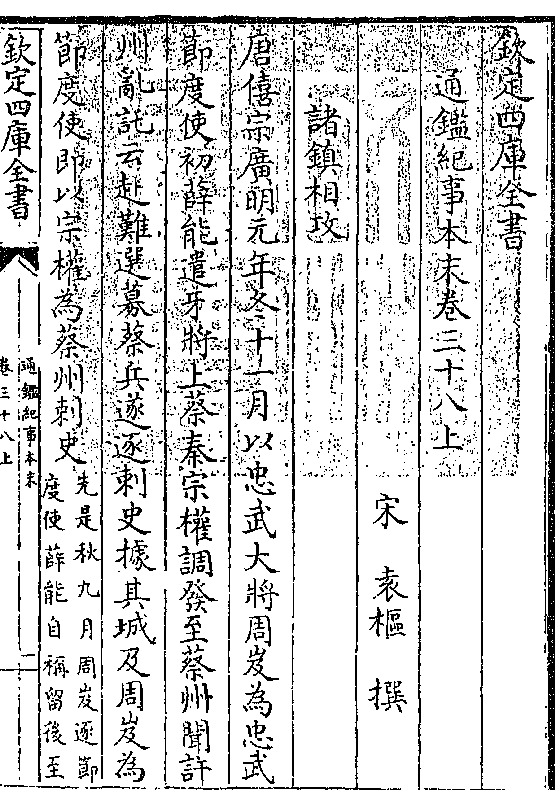 欽定四庫全書
通鑑紀事本末卷三十八上
宋 袁樞 撰
諸鎮相攻
唐僖宗廣明元年冬十一月以忠武大將周岌為忠武
節度使初薛能遣牙將上蔡秦宗權調發至蔡州聞許
州亂託云赴難選募蔡兵遂逐刺史據其城及周岌為
節度使即以宗權為蔡州刺史
先是秋九月周岌逐節
度使薛能自稱留後至
欽定四庫全書
通鑑紀事本末
卷三十八上